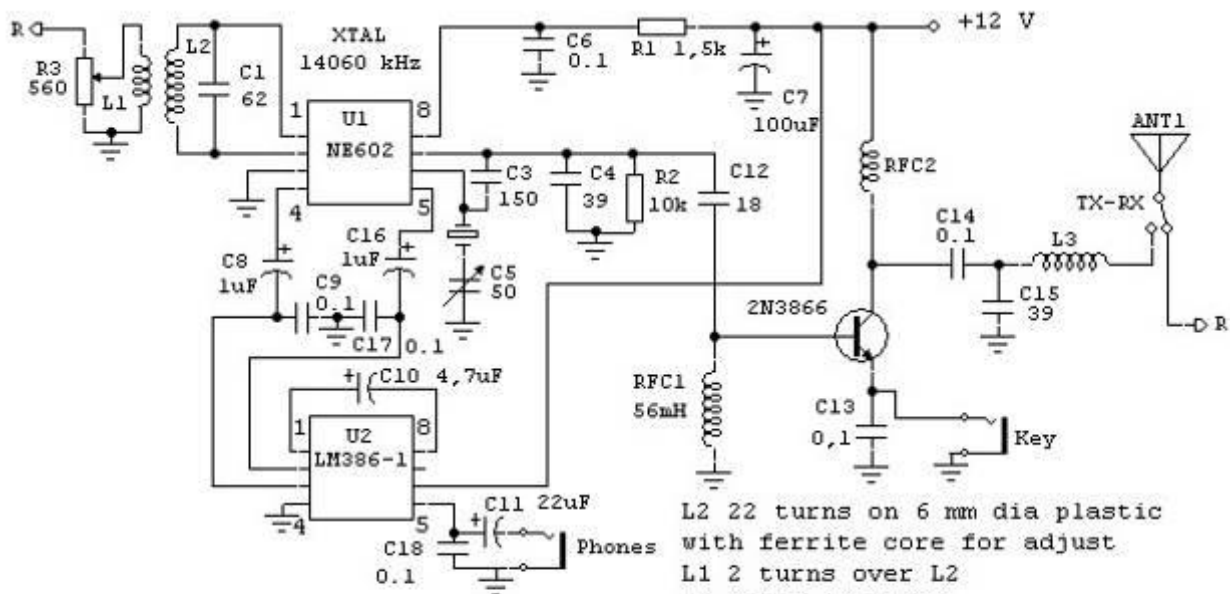 R
R3
560
L1
L2
C1
62
XTAL
14060 kHz
1
8
U1
NE602
4
5
C6
0.1
R1 1,5k
+
C7
100uF
+12 V
C3
150
C4
39
R2
10k
C12
18
RFC2
ANT1
TX-RX
C14
0.1
L3
C15
39
R
C8
1uF
+
C16
1uF
+
C9
0.1
C17 0.1
C5
50
2N3866
RFC1
56mH
C13
0,1
Key
+
C10 4,7uF
1
8
U2
LM386-1
4
5
+
C11 22uF
C18
0.1
Phones
L2 22 turns on 6 mm dia plastic
with ferrite core for adjust
L1 2 turns over L2